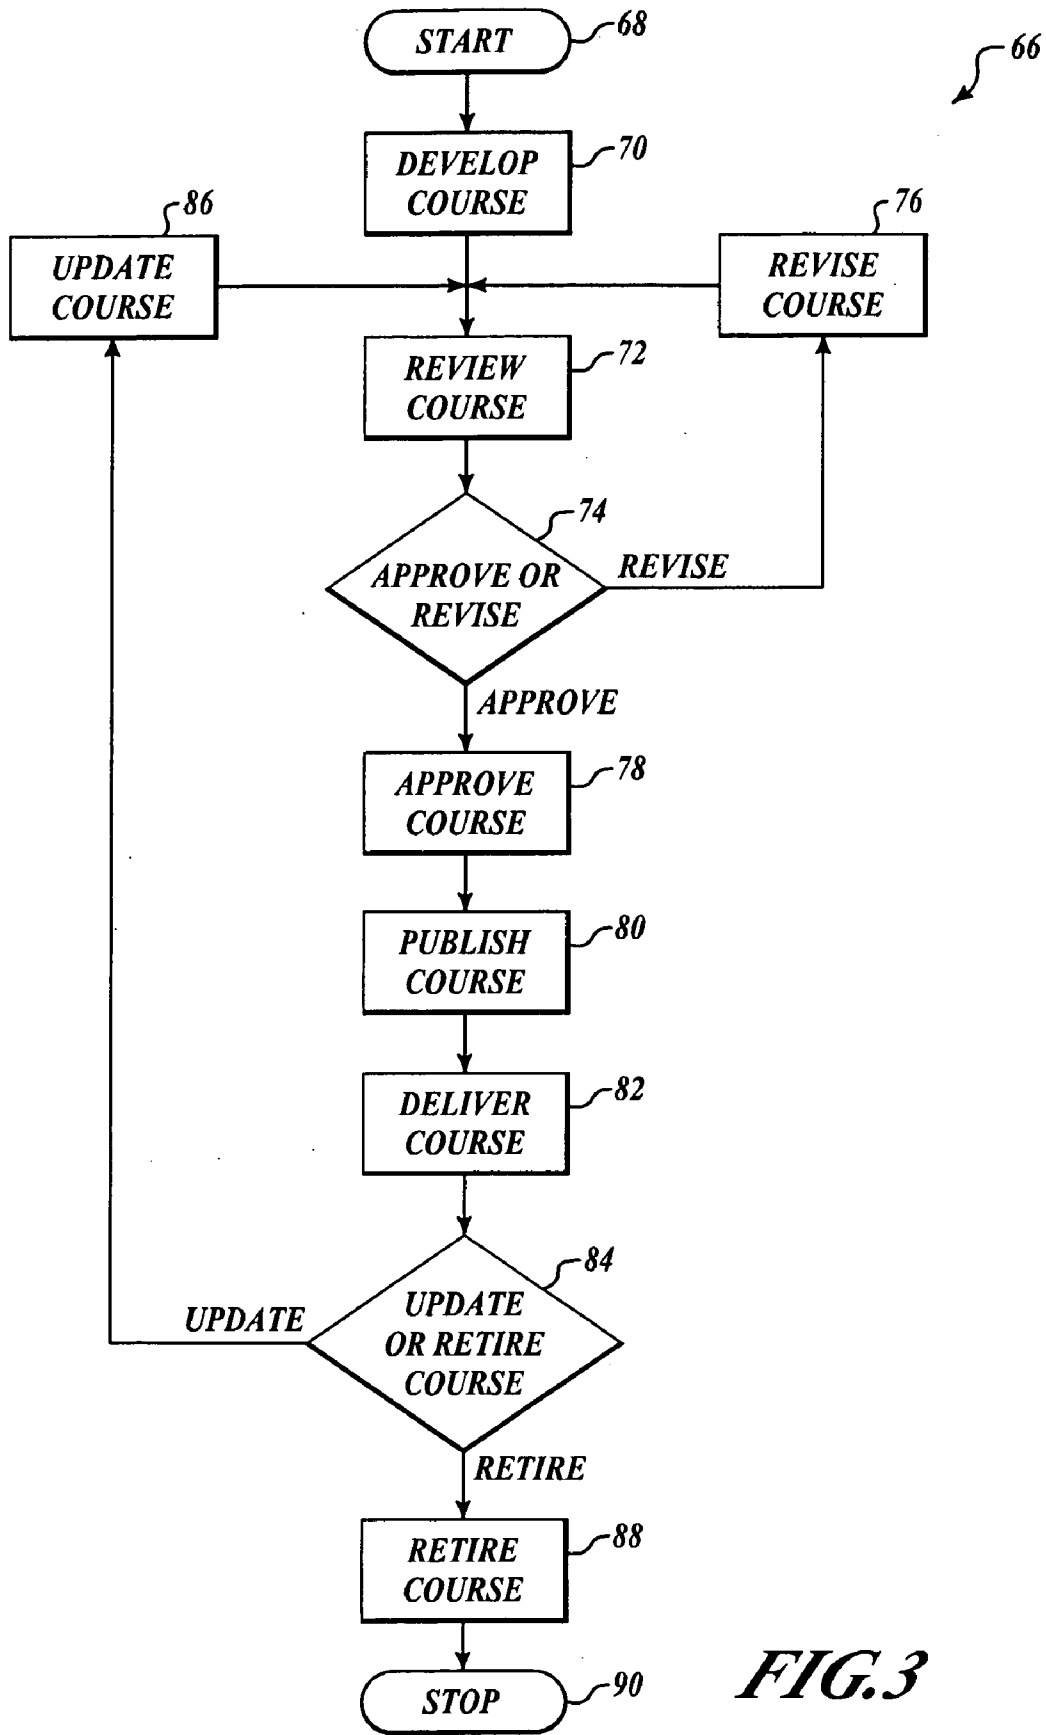 START
68
66
DEVELOP
COURSE
70
86
UPDATE
COURSE
76
REVISE
COURSE
REVIEW
COURSE
72
74
APPROVE OR
REVISE
REVISE
APPROVE
APPROVE
COURSE
78
PUBLISH
COURSE
80
DELIVER
COURSE
82
84
UPDATE
OR RETIRE
COURSE
UPDATE
RETIRE
RETIRE
COURSE
88
STOP
90
FIG.3